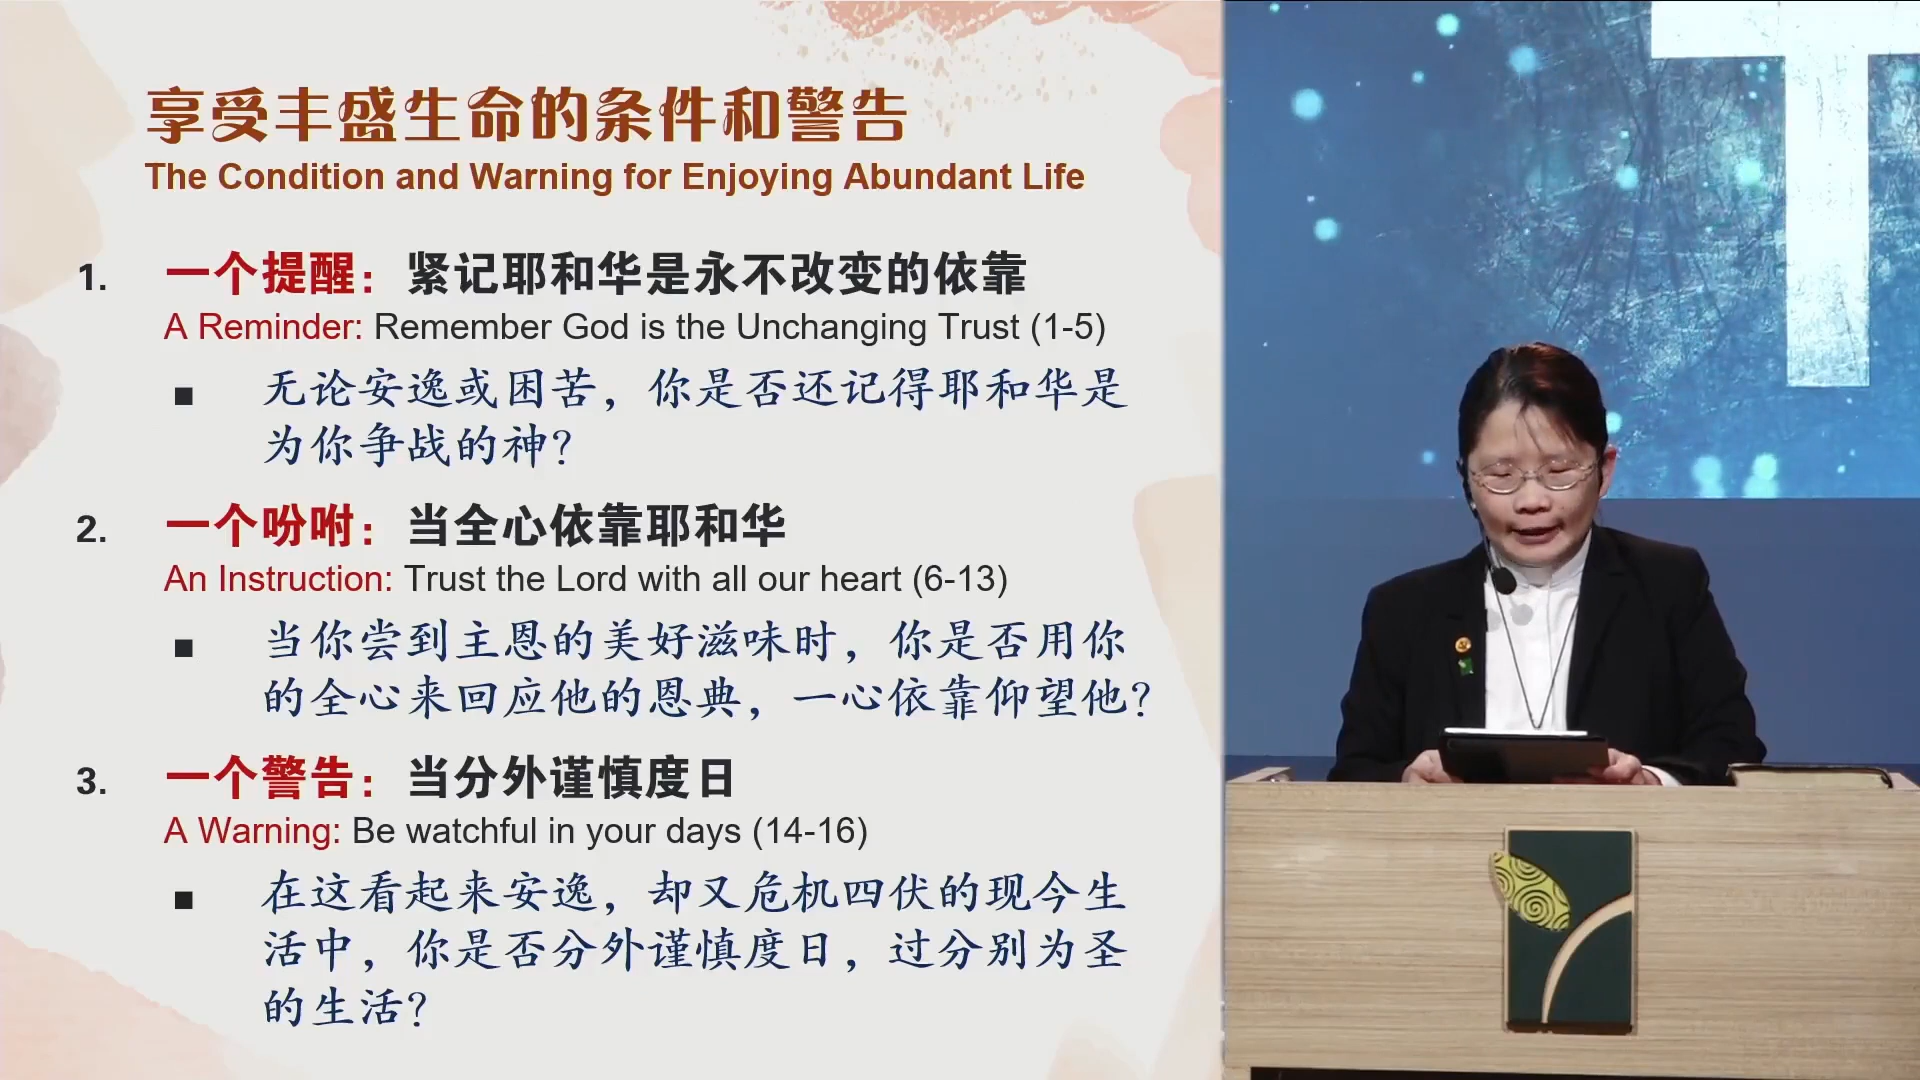 享受丰盛生命的条件和警告
The Condition and Warning for Enjoying Abundant Life
1. 一个提醒：紧记耶和华是永不改变的依靠
A Reminder: Remember God is the Unchanging Trust (1-5)
■ 无论安逸或困苦，你是否还记得耶和华是
为你争战的神？
2. 一个吩咐：当全心依靠耶和华
An Instruction: Trust the Lord with all our heart (6-13)
■ 当你尝到主恩的美好滋味时，你是否用你
的全心来回应他的恩典，一心依靠仰望他？
3. 一个警告：当分外谨慎度日
A Warning: Be watchful in your days (14-16)
■ 在这看起来安逸，却又危机四伏的现今生
活中，你是否分外谨慎度日，过分别为圣
的生活？
T